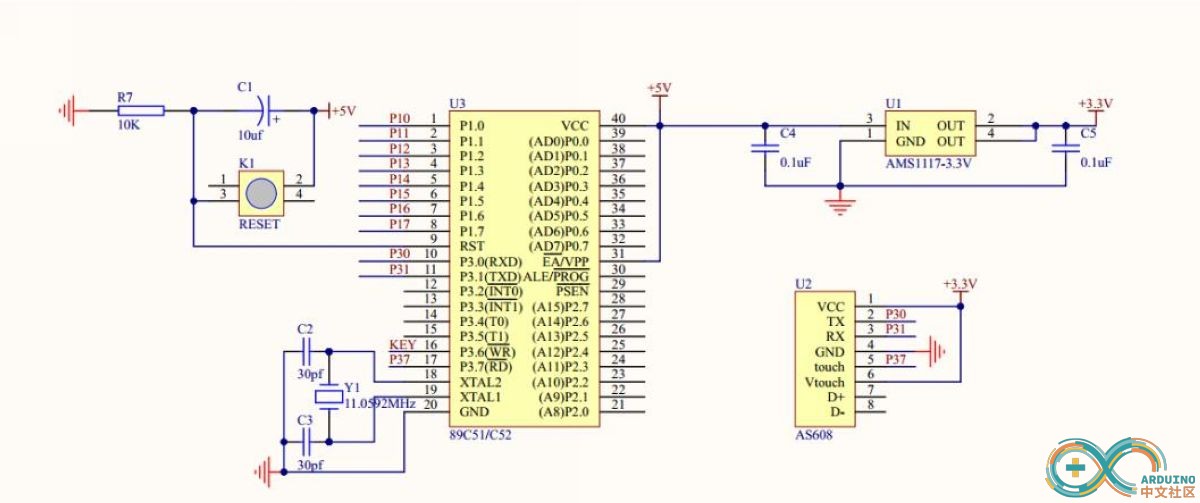 R7
10K
C1
+
10uf
+5V
K1
1
3
2
4
RESET
U3
P10 1 P1.0
P11 2 P1.1
P12 3 P1.2
P13 4 P1.3
P14 5 P1.4
P15 6 P1.5
P16 7 P1.6
P17 8 P1.7
9 RST
P30 10 P3.0(RXD)
P31 11 P3.1(TXD)
12 P3.2(INT0)
13 P3.3(INT1)
14 P3.4(T0)
15 P3.5(T1)
KEY 16 P3.6(WR)
P37 17 P3.7(RD)
18 XTAL2
19 XTAL1
20 GND
VCC 40
(AD0)P0.0 39
(AD1)P0.1 38
(AD2)P0.2 37
(AD3)P0.3 36
(AD4)P0.4 35
(AD5)P0.5 34
(AD6)P0.6 33
(AD7)P0.7 32
EA/VPP 31
ALE/PROG 30
PSEN 29
(A15)P2.7 28
(A14)P2.6 27
(A13)P2.5 26
(A12)P2.4 25
(A11)P2.3 24
(A10)P2.2 23
(A9)P2.1 22
(A8)P2.0 21
89C51/C52
C2
30pf
Y1
11.0592MHz
C3
30pf
+5V
C4
0.1uF
U1
3 IN OUT 2
1 GND OUT 4
AMS1117-3.3V
+3.3V
C5
0.1uF
U2
+3.3V
VCC 1
TX 2 P30
RX 3 P31
GND 4
touch 5 P37
Vtouch 6
D+ 7
D- 8
AS608
ARDUINO
中文社区